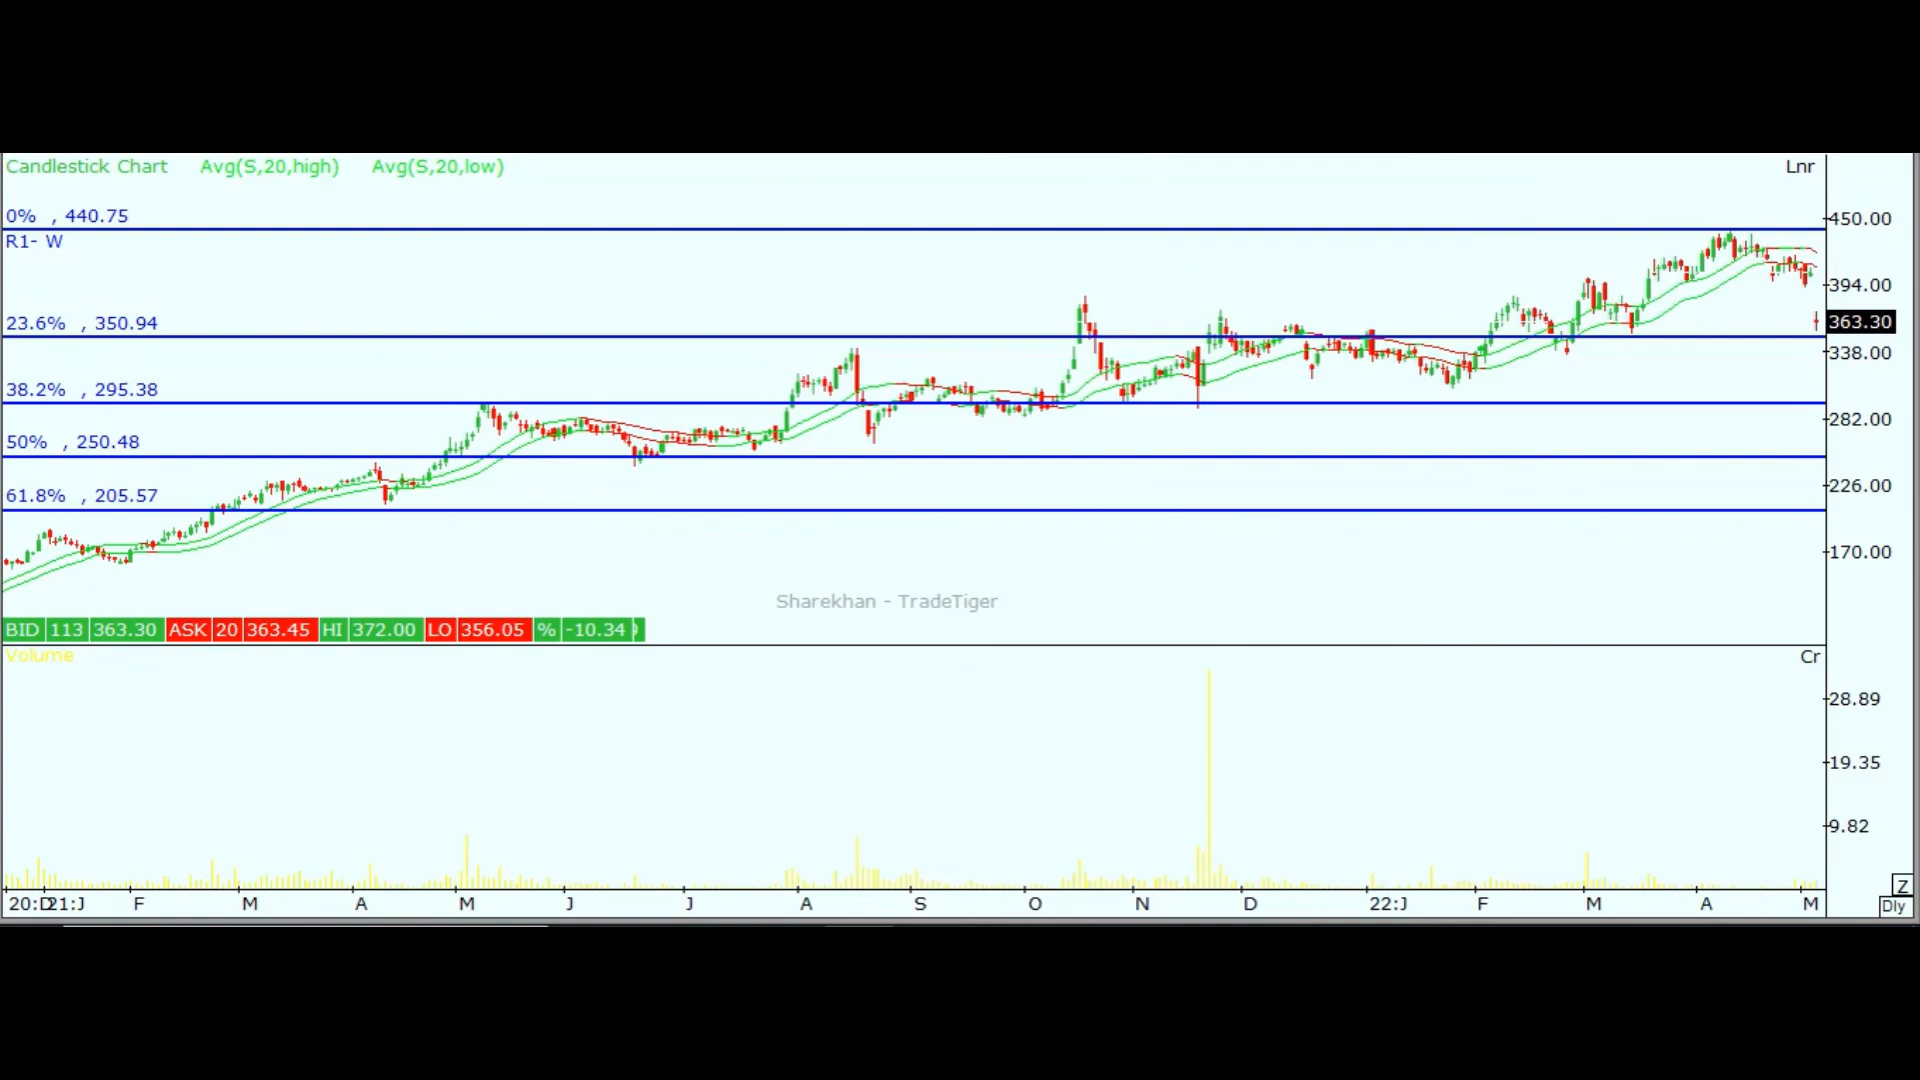 Candlestick Chart Avg(S,20,high) Avg(S,20,low) Lnr
0% , 440.75
450.00
R1- W
394.00
23.6% , 350.94
363.30
338.00
38.2% , 295.38
282.00
50% , 250.48
61.8% , 205.57
226.00
170.00
Sharekhan - TradeTiger
BID 113 363.30 ASK 20 363.45 HI 372.00 LO 356.05 % -10.34
Volume Cr
28.89
19.35
9.82
Z
21:J F M A M J J A S O N D 22:J F M A M Dly